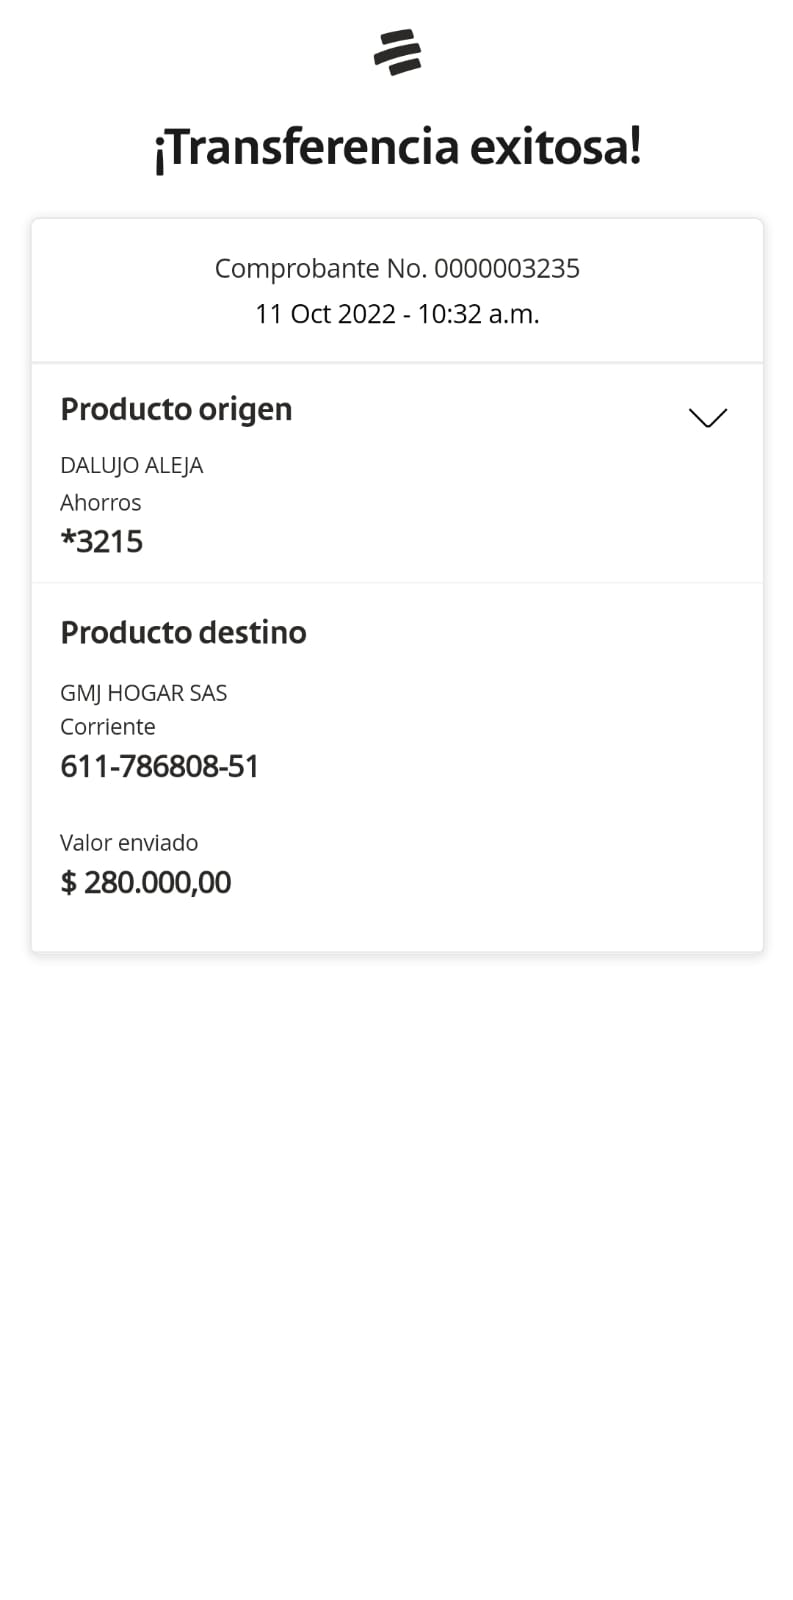 ¡Transferencia exitosa!
Comprobante No. 0000003235
11 Oct 2022 - 10:32 a.m.
Producto origen
DALUJO ALEJA
Ahorros
*3215
Producto destino
GMJ HOGAR SAS
Corriente
611-786808-51
Valor enviado
$ 280.000,00